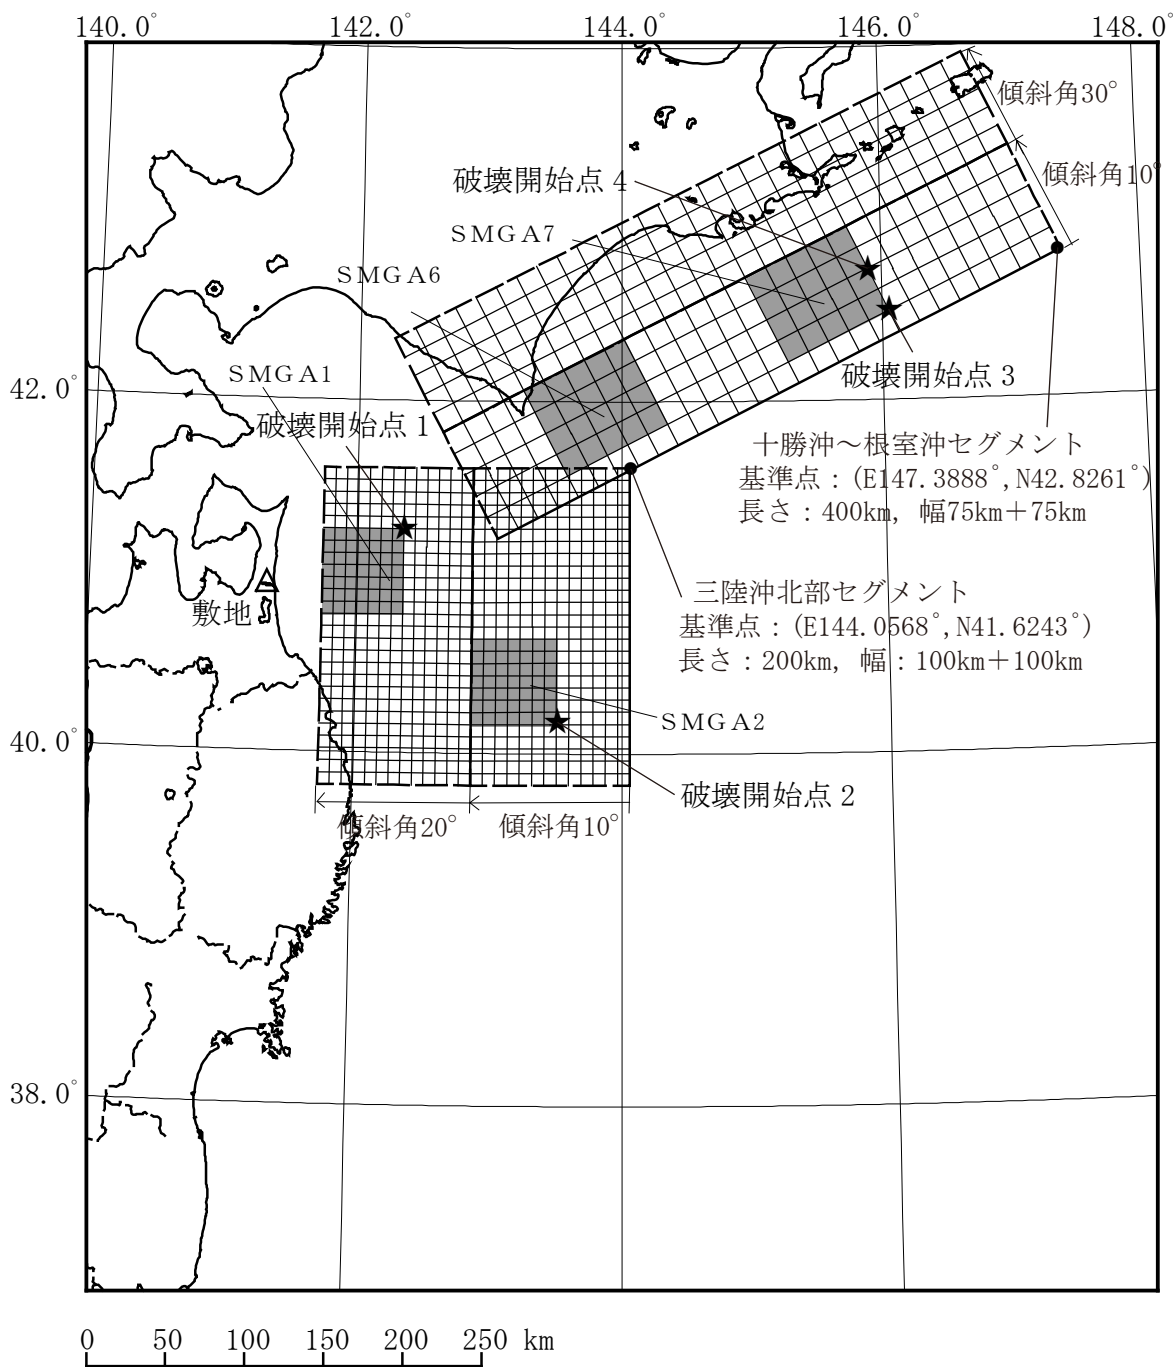 140.0° 142.0° 144.0° 146.0° 148.0°
傾斜角30°
破壊開始点4
傾斜角10°
SMGA7
SMGA6
SMGA1
破壊開始点3
42.0°
破壊開始点1
十勝沖～根室沖セグメント
基準点：(E147.3888°,N42.8261°)
長さ：400km, 幅75km＋75km
敷地
三陸沖北部セグメント
基準点：(E144.0568°,N41.6243°)
長さ：200km, 幅：100km＋100km
SMGA2
40.0°
破壊開始点2
傾斜角20° 傾斜角10°
38.0°
0 50 100 150 200 250 km